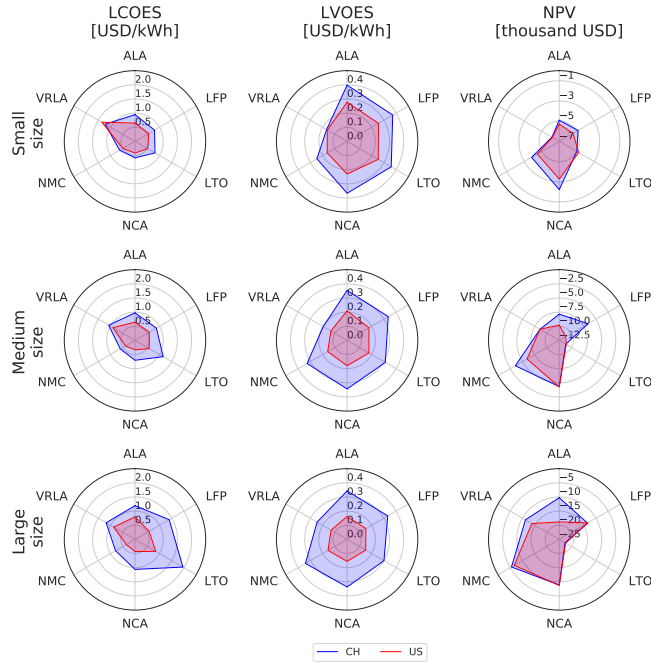 LCOES
[USD/kWh]
LVOES
[USD/kWh]
NPV
[thousand USD]
Small
size
ALA
LFP
LTO
NCA
NMC
VRLA
2.0
1.5
1.0
0.5
ALA
0.4
0.3
0.2
0.1
0.0
NCA
ALA
LFP
LTO
NCA
NMC
VRLA
−1
−3
−5
−7
Medium
size
ALA
LFP
LTO
NCA
NMC
VRLA
2.0
1.5
1.0
0.5
ALA
0.4
0.3
0.2
0.1
0.0
NCA
ALA
LFP
LTO
NCA
NMC
VRLA
−2.5
−5.0
−7.5
−10.0
−12.5
Large
size
ALA
LFP
LTO
NCA
NMC
VRLA
2.0
1.5
1.0
0.5
ALA
0.4
0.3
0.2
0.1
0.0
NCA
ALA
LFP
LTO
NCA
NMC
VRLA
−5
−10
−15
−20
−25
LFP
LTO
NMC
VRLA
LFP
LTO
NMC
VRLA
LFP
LTO
NMC
VRLA
CH
US